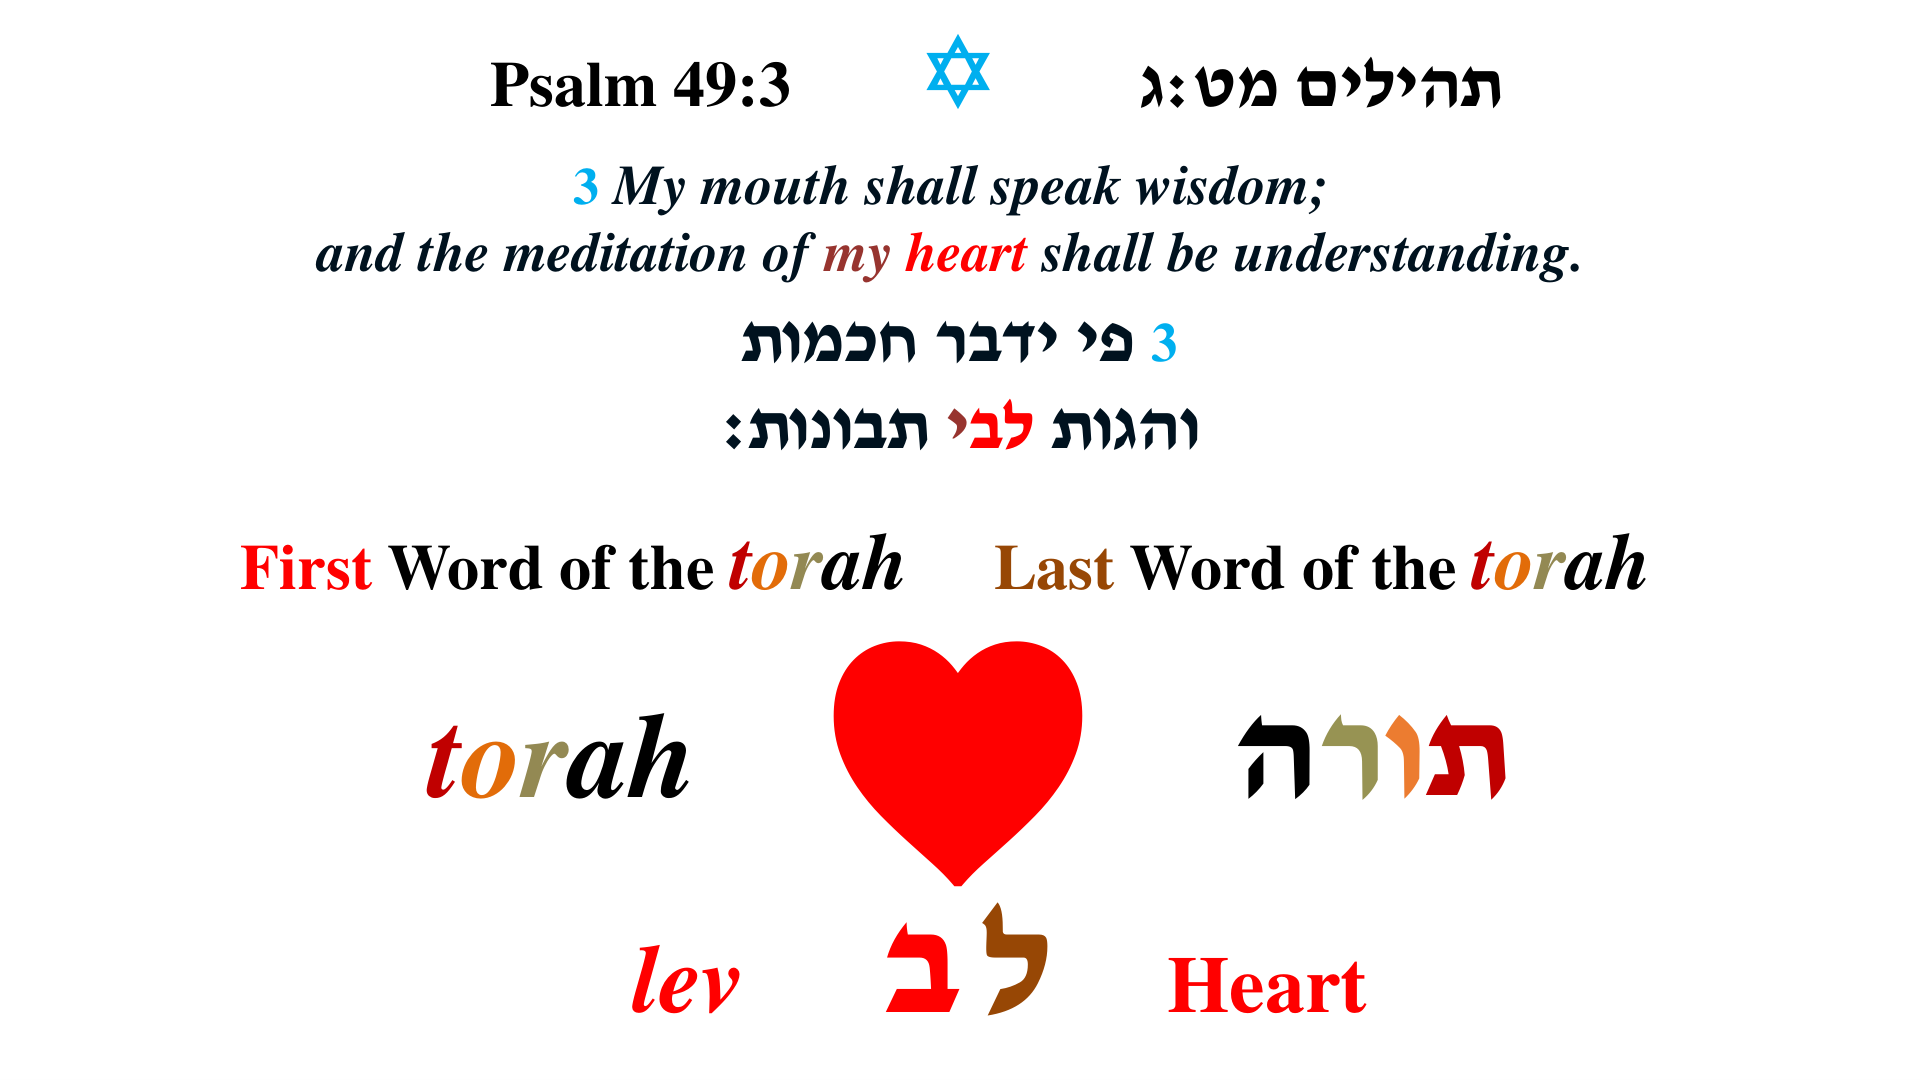 Psalm 49:3 ✡ תהילים מט:ג
3 My mouth shall speak wisdom;
and the meditation of my heart shall be understanding.
3 פי ידבר חכמות
והגות לבי תבונות:
First Word of the torah Last Word of the torah
torah תורה
lev לב Heart